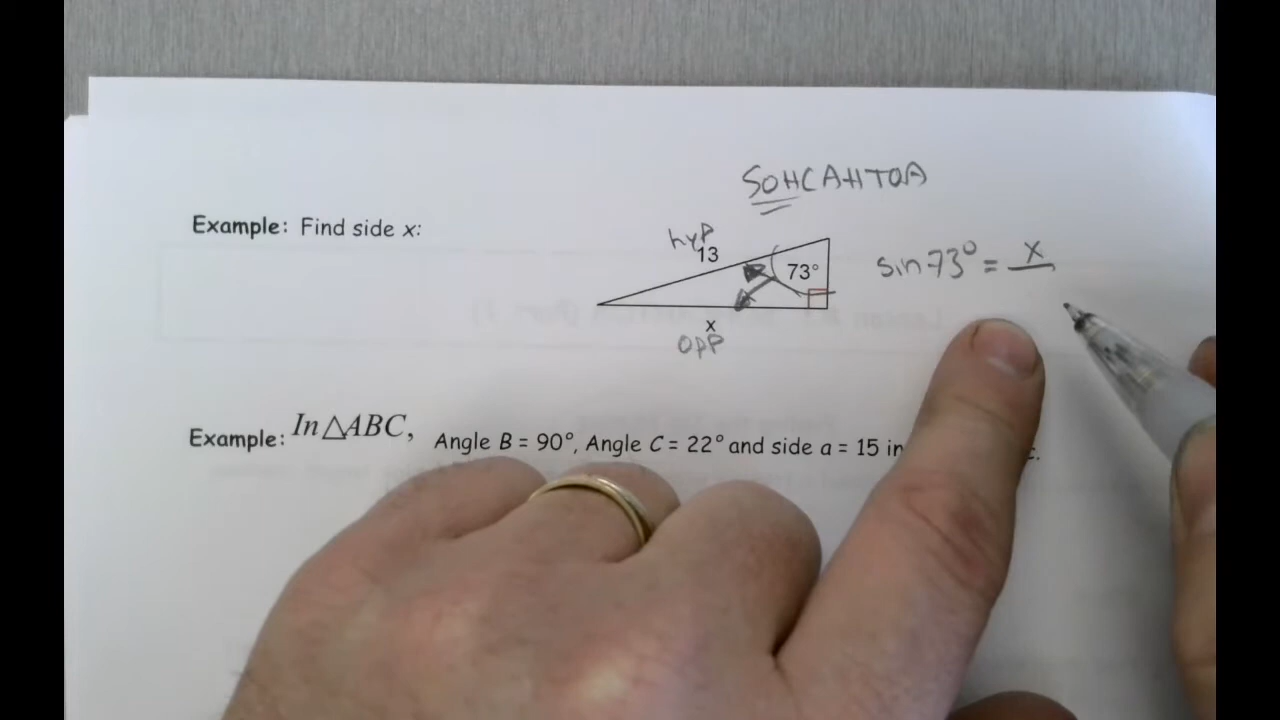 SOHCAHTOA
Example: Find side x:
hyp
13
73°
sin 73° = x
x
opp
Example: In △ABC, Angle B = 90°, Angle C = 22° and side a = 15 in